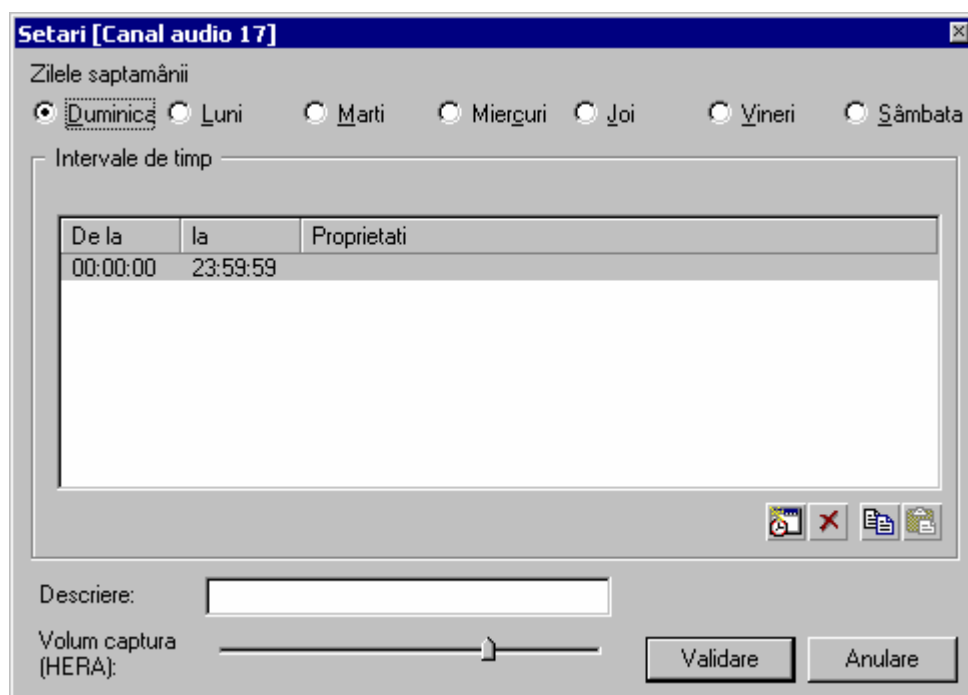 Setari [Canal audio 17]
Zilele saptamânii
Duminica Luni Marti Miercuri Joi Vineri Sâmbata
Intervale de timp
De la la Proprietati
00:00:00 23:59:59
Descriere:
Volum captura
(HERA):
Validare Anulare